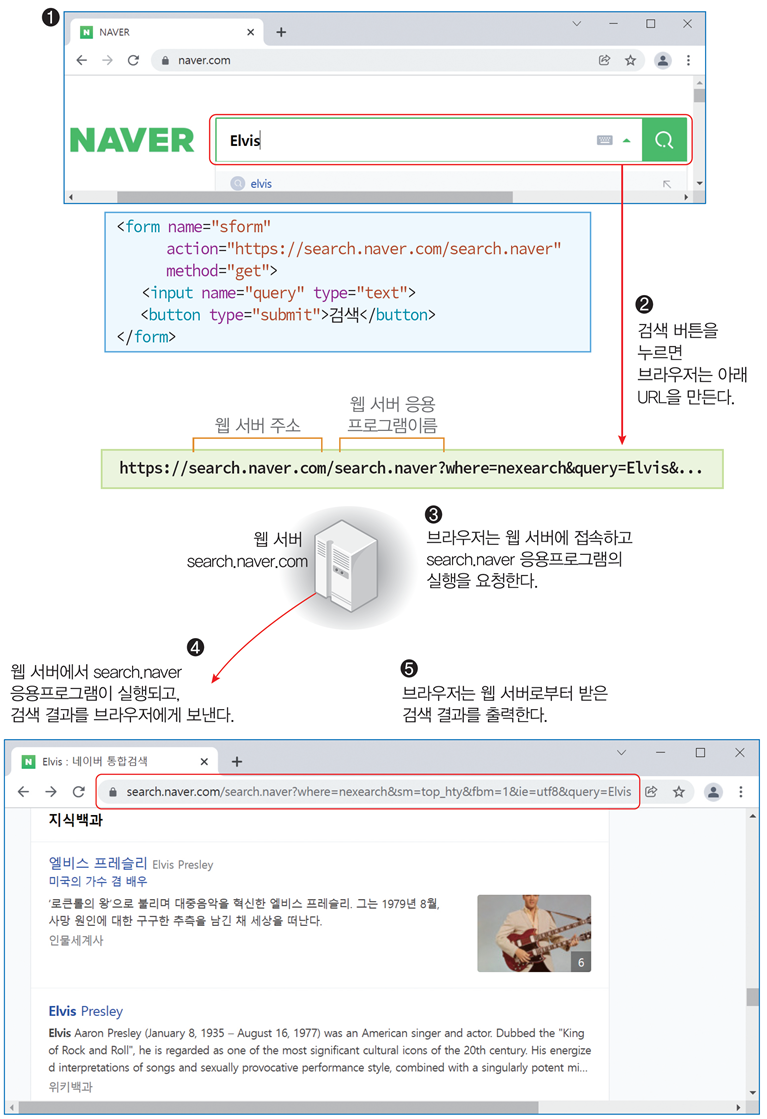 ❶
NAVER
naver.com
NAVER
Elvis
elvis
<form name="sform"
action="https://search.naver.com/search.naver"
method="get">
<input name="query" type="text">
<button type="submit">검색</button>
</form>
❷
검색 버튼을
누르면
브라우저는 아래
URL을 만든다.
웹 서버 주소
웹 서버 응용
프로그램이름
https://search.naver.com/search.naver?where=nexearch&query=Elvis&...
웹 서버
search.naver.com
❸
브라우저는 웹 서버에 접속하고
search.naver 응용프로그램의
실행을 요청한다.
❹
웹 서버에서 search.naver
응용프로그램이 실행되고,
검색 결과를 브라우저에게 보낸다.
❺
브라우저는 웹 서버로부터 받은
검색 결과를 출력한다.
N
Elvis : 네이버 통합검색
search.naver.com/search.naver?where=nexearch&sm=top_hty&fbm=1&ie=utf8&query=Elvis
지식백과
엘비스 프레슬리 Elvis Presley
미국의 가수 겸 배우
'로큰롤의 왕'으로 불리며 대중음악을 혁신한 엘비스 프레슬리. 그는 1979년 8월,
사망 원인에 대한 구구한 추측을 남긴 채 세상을 떠난다.
인물세계사
6
Elvis Presley
Elvis Aaron Presley (January 8, 1935 – August 16, 1977) was an American singer and actor. Dubbed the "King
of Rock and Roll", he is regarded as one of the most significant cultural icons of the 20th century. His energize
d interpretations of songs and sexually provocative performance style, combined with a singularly potent mi...
위키백과